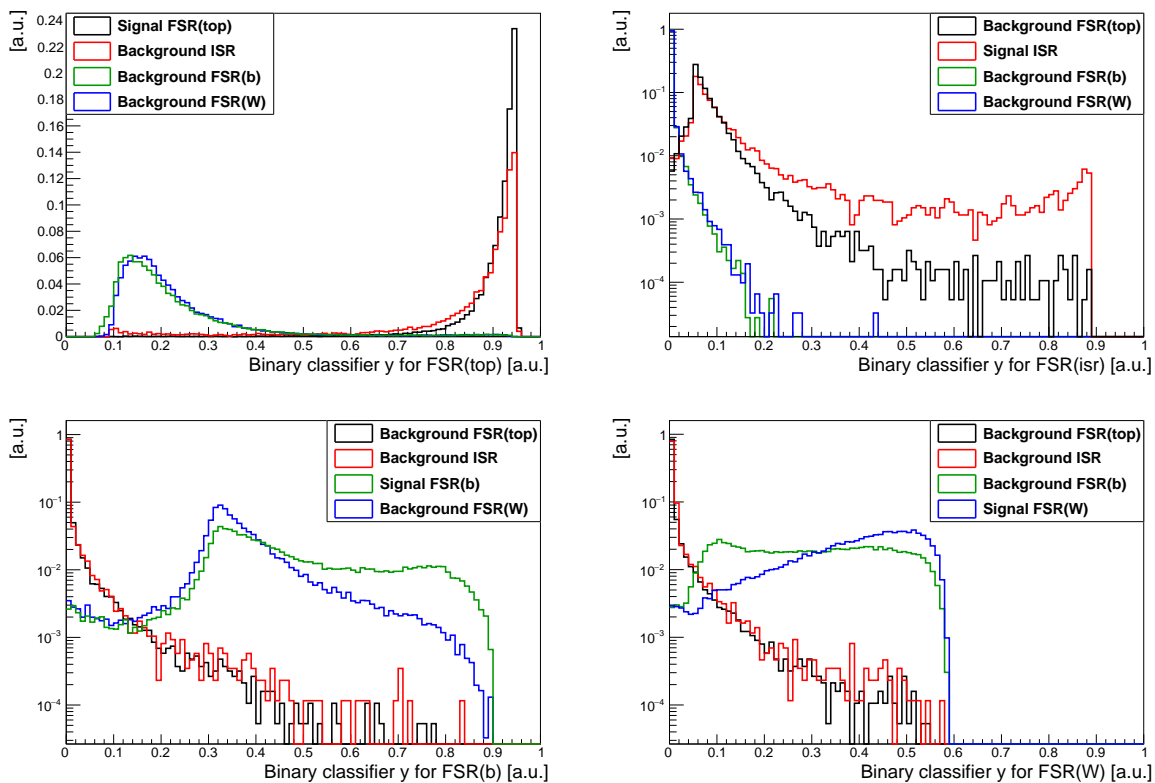 [a.u.]
Signal FSR(top)
Background ISR
Background FSR(b)
Background FSR(W)
0.24
0.22
0.2
0.18
0.16
0.14
0.12
0.1
0.08
0.06
0.04
0.02
0
0 0.1 0.2 0.3 0.4 0.5 0.6 0.7 0.8 0.9 1
Binary classifier y for FSR(top) [a.u.]
[a.u.]
Background FSR(top)
Signal ISR
Background FSR(b)
Background FSR(W)
1
10⁻¹
10⁻²
10⁻³
10⁻⁴
0 0.1 0.2 0.3 0.4 0.5 0.6 0.7 0.8 0.9 1
Binary classifier y for FSR(isr) [a.u.]
[a.u.]
Background FSR(top)
Background ISR
Signal FSR(b)
Background FSR(W)
1
10⁻¹
10⁻²
10⁻³
10⁻⁴
0 0.1 0.2 0.3 0.4 0.5 0.6 0.7 0.8 0.9 1
Binary classifier y for FSR(b) [a.u.]
[a.u.]
Background FSR(top)
Background ISR
Background FSR(b)
Signal FSR(W)
1
10⁻¹
10⁻²
10⁻³
10⁻⁴
0 0.1 0.2 0.3 0.4 0.5 0.6 0.7 0.8 0.9 1
Binary classifier y for FSR(W) [a.u.]